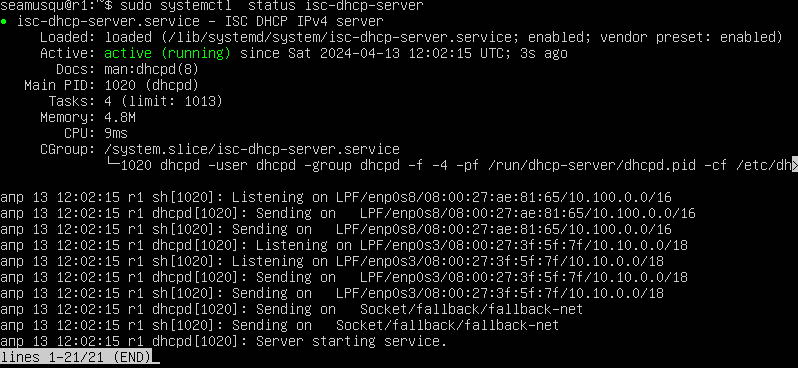 seamusqu@r1:~$ sudo systemctl  status isc-dhcp-server
● isc-dhcp-server.service - ISC DHCP IPv4 server
     Loaded: loaded (/lib/systemd/system/isc-dhcp-server.service; enabled; vendor preset: enabled)
     Active: active (running) since Sat 2024-04-13 12:02:15 UTC; 3s ago
       Docs: man:dhcpd(8)
   Main PID: 1020 (dhcpd)
      Tasks: 4 (limit: 1013)
     Memory: 4.8M
        CPU: 9ms
     CGroup: /system.slice/isc-dhcp-server.service
             └─1020 dhcpd -user dhcpd -group dhcpd -f -4 -pf /run/dhcp-server/dhcpd.pid -cf /etc/dh>
апр 13 12:02:15 r1 sh[1020]: Listening on LPF/enp0s8/08:00:27:ae:81:65/10.100.0.0/16
апр 13 12:02:15 r1 dhcpd[1020]: Sending on   LPF/enp0s8/08:00:27:ae:81:65/10.100.0.0/16
апр 13 12:02:15 r1 sh[1020]: Sending on   LPF/enp0s8/08:00:27:ae:81:65/10.100.0.0/16
апр 13 12:02:15 r1 dhcpd[1020]: Listening on LPF/enp0s3/08:00:27:3f:5f:7f/10.10.0.0/18
апр 13 12:02:15 r1 sh[1020]: Listening on LPF/enp0s3/08:00:27:3f:5f:7f/10.10.0.0/18
апр 13 12:02:15 r1 dhcpd[1020]: Sending on   LPF/enp0s3/08:00:27:3f:5f:7f/10.10.0.0/18
апр 13 12:02:15 r1 sh[1020]: Sending on   LPF/enp0s3/08:00:27:3f:5f:7f/10.10.0.0/18
апр 13 12:02:15 r1 dhcpd[1020]: Sending on   Socket/fallback/fallback-net
апр 13 12:02:15 r1 sh[1020]: Sending on   Socket/fallback/fallback-net
апр 13 12:02:15 r1 dhcpd[1020]: Server starting service.
lines 1-21/21 (END)